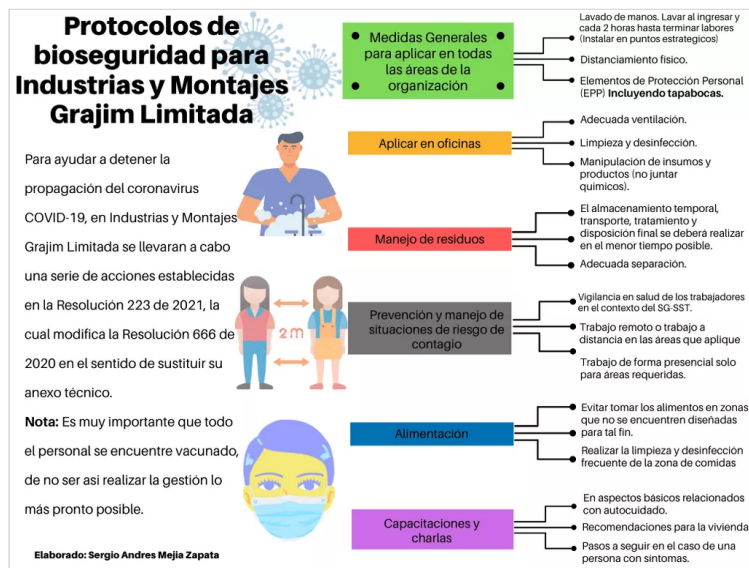 Protocolos de
bioseguridad para
Industrias y Montajes
Grajim Limitada
Para ayudar a detener la
propagación del coronavirus
COVID-19, en Industrias y Montajes
Grajim Limitada se llevaran a cabo
una serie de acciones establecidas
en la Resolución 223 de 2021, la
cual modifica la Resolución 666 de
2020 en el sentido de sustituir su
anexo técnico.
Nota: Es muy importante que todo
el personal se encuentre vacunado,
de no ser asi realizar la gestión lo
más pronto posible.
Elaborado: Sergio Andres Mejia Zapata
2m
Medidas Generales
para aplicar en todas
las áreas de la
organización
Lavado de manos. Lavar al ingresar y
cada 2 horas hasta terminar labores
(Instalar en puntos estrategicos)
Distanciamiento físico.
Elementos de Protección Personal
(EPP) Incluyendo tapabocas.
Aplicar en oficinas
Adecuada ventilación.
Limpieza y desinfección.
Manipulación de insumos y
productos (no juntar
quimicos).
Manejo de residuos
El almacenamiento temporal,
transporte, tratamiento y
disposición final se deberá realizar
en el menor tiempo posible.
Adecuada separación.
Prevención y manejo de
situaciones de riesgo de
contagio
Vigilancia en salud de los trabajadores
en el contexto del SG-SST.
Trabajo remoto o trabajo a
distancia en las áreas que aplique
Trabajo de forma presencial solo
para áreas requeridas.
Alimentación
Evitar tomar los alimentos en zonas
que no se encuentren diseñadas
para tal fin.
Realizar la limpieza y desinfección
frecuente de la zona de comidas
Capacitaciones y
charlas
En aspectos básicos relacionados
con autocuidado.
Recomendaciones para la vivienda
Pasos a seguir en el caso de una
persona con sintomas.